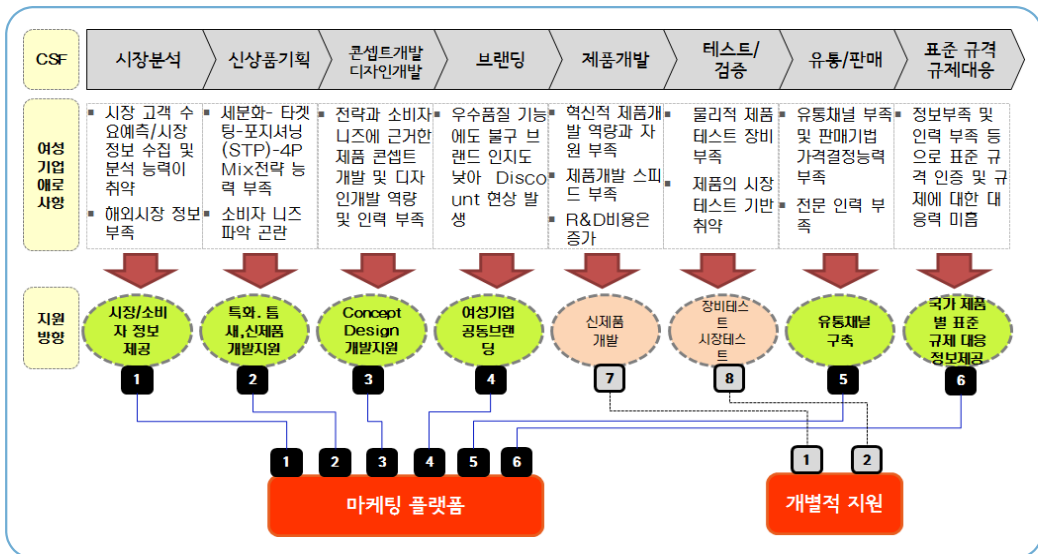 CSF
시장분석
신상품기획
콘셉트개발
디자인개발
브랜딩
제품개발
테스트/
검증
유통/판매
표준 규격
규제대응
여성
기업
애로
사항
▪ 시장 고객 수
요예측/시장
정보 수집 및
분석 능력이
취약
▪ 해외시장 정보
부족
▪ 세분화- 타겟
팅-포지셔닝
(STP)-4P
Mix전략 능
력 부족
▪ 소비자 니즈
파악 곤란
▪ 전략과 소비자
니즈에 근거한
제품 콘셉트
개발 및 디자
인개발 역량
및 인력 부족
▪ 우수품질 기능
에도 불구 브
랜드 인지도
낮아 Disco
unt 현상 발
생
▪ 혁신적 제품개
발 역량과 자
원 부족
▪ 제품개발 스피
드 부족
▪ R&D비용은
증가
▪ 물리적 제품
테스트 장비
부족
▪ 제품의 시장
테스트 기반
취약
▪ 유통채널 부족
및 판매기법
가격결정능력
부족
▪ 전문 인력 부
족
▪ 정보부족 및
인력 부족 등
으로 표준 규
격 인증 및 규
제에 대한 대
응력 미흡
지원
방향
시장/소비
자 정보
제공
특화. 틈
새,신제품
개발지원
Concept
Design
개발지원
여성기업
공동브랜
딩
신제품
개발
장비테스
트
시장테스
트
유통채널
구축
국가 제품
별 표준
규제 대응
정보제공
1
2
3
4
7
8
5
6
1
2
3
4
5
6
1
2
마케팅 플랫폼
개별적 지원